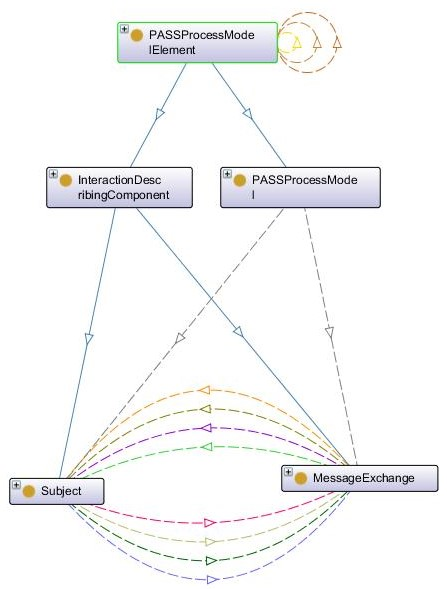 PASSProcessMode
lElement
InteractionDesc
ribingComponent
PASSProcessMode
l
Subject
MessageExchange